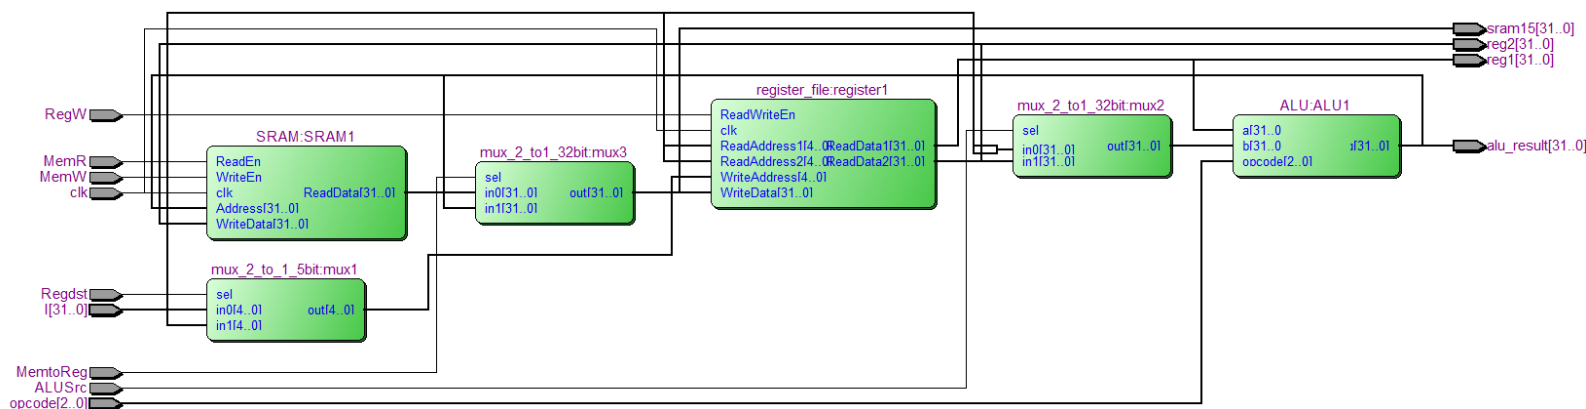 sram15[31..0]
reg2[31..0]
reg1[31..0]
alu_result[31..0]
RegW
MemR
MemW
clk
Regdst
I[31..0]
MemtoReg
ALUSrc
opcode[2..0]
SRAM:SRAM1
ReadEn
WriteEn
clk
Address[31..0]
WriteData[31..0]
ReadData[31..0]
mux_2_to_1_5bit:mux1
sel
in0[4..0]
in1[4..0]
out[4..0]
mux_2_to1_32bit:mux3
sel
in0[31..0]
in1[31..0]
out[31..0]
register_file:register1
ReadWriteEn
clk
ReadAddress1[4..0]
ReadAddress2[4..0]
WriteAddress[4..0]
WriteData[31..0]
ReadData1[31..0]
ReadData2[31..0]
mux_2_to1_32bit:mux2
sel
in0[31..0]
in1[31..0]
out[31..0]
ALU:ALU1
a[31..0
b[31..0
opcode[2..0]
[31..0]